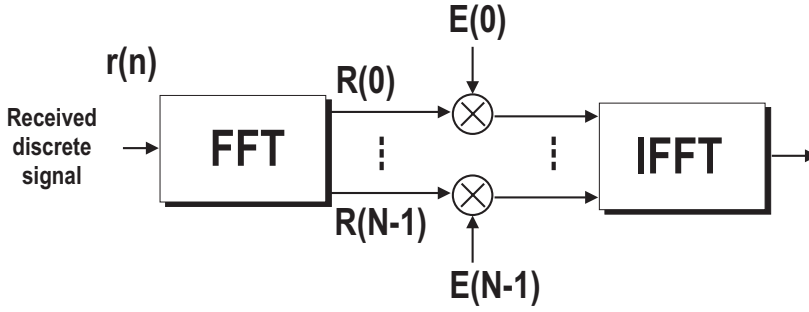 E(0)
r(n)
R(0)
Received
discrete
signal
FFT
IFFT
R(N-1)
E(N-1)